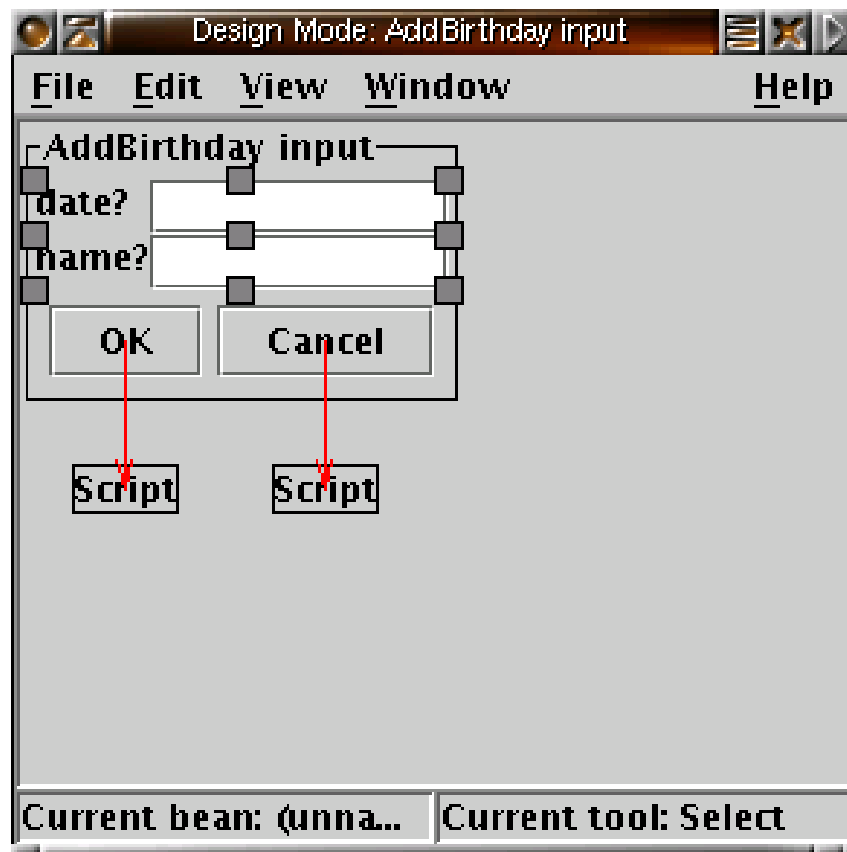 Design Mode: AddBirthday input
File Edit View Window Help
AddBirthday input
date?
name?
OK Cancel
Script Script
Current bean: (unna... Current tool: Select